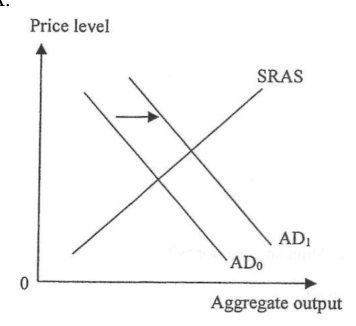 A.
Price level
SRAS
AD₁
AD₀
0
Aggregate output